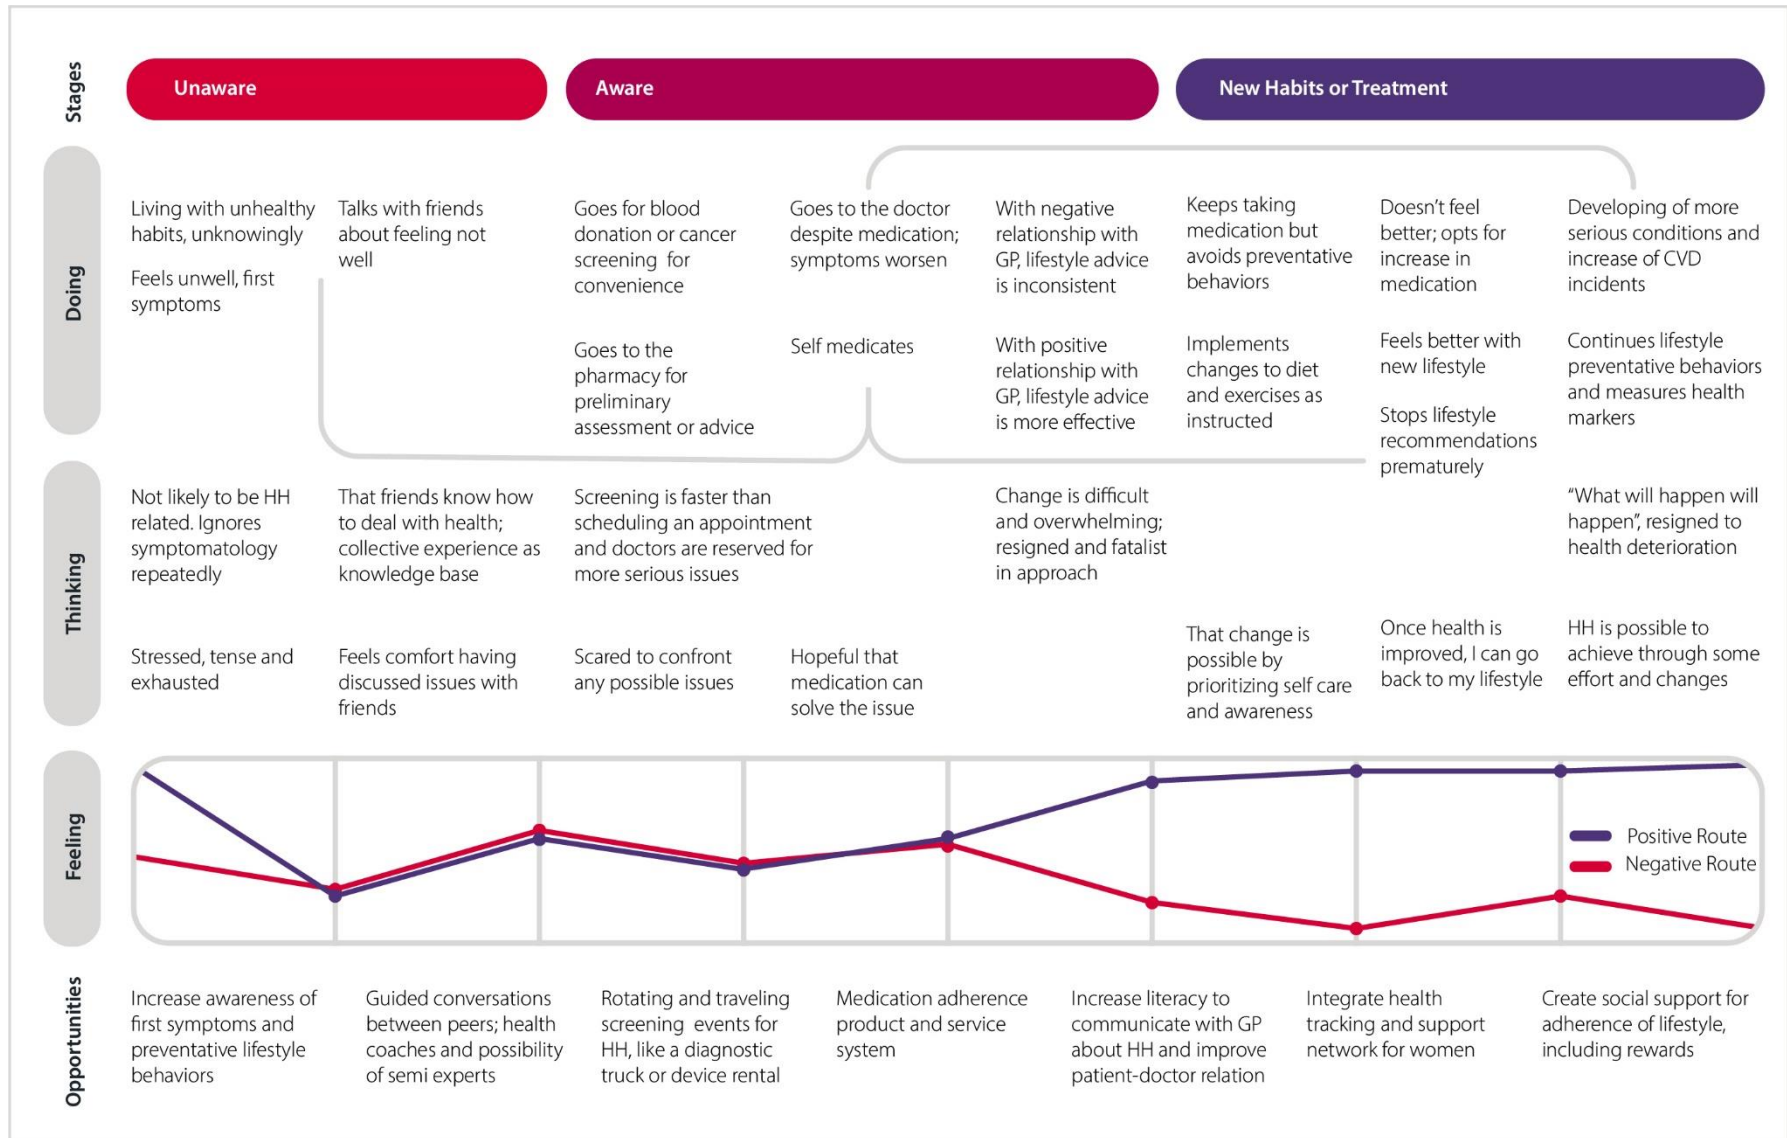 Stages
Unaware
Aware
New Habits or Treatment
Doing
Living with unhealthy
habits, unknowingly
Feels unwell, first
symptoms
Talks with friends
about feeling not
well
Goes for blood
donation or cancer
screening for
convenience
Goes to the
pharmacy for
preliminary
assessment or advice
Goes to the doctor
despite medication;
symptoms worsen
Self medicates
With negative
relationship with
GP, lifestyle advice
is inconsistent
With positive
relationship with
GP, lifestyle advice
is more effective
Keeps taking
medication but
avoids preventative
behaviors
Implements
changes to diet
and exercises as
instructed
Doesn’t feel
better; opts for
increase in
medication
Feels better with
new lifestyle
Stops lifestyle
recommendations
prematurely
Developing of more
serious conditions and
increase of CVD
incidents
Continues lifestyle
preventative behaviors
and measures health
markers
Thinking
Not likely to be HH
related. Ignores
symptomatology
repeatedly
Stressed, tense and
exhausted
That friends know how
to deal with health;
collective experience as
knowledge base
Feels comfort having
discussed issues with
friends
Screening is faster than
scheduling an appointment
and doctors are reserved for
more serious issues
Scared to confront
any possible issues
Hopeful that
medication can
solve the issue
Change is difficult
and overwhelming;
resigned and fatalist
in approach
That change is
possible by
prioritizing self care
and awareness
Once health is
improved, I can go
back to my lifestyle
“What will happen will
happen”, resigned to
health deterioration
HH is possible to
achieve through some
effort and changes
Feeling
Positive Route
Negative Route
Opportunities
Increase awareness of
first symptoms and
preventative lifestyle
behaviors
Guided conversations
between peers; health
coaches and possibility
of semi experts
Rotating and traveling
screening events for
HH, like a diagnostic
truck or device rental
Medication adherence
product and service
system
Increase literacy to
communicate with GP
about HH and improve
patient-doctor relation
Integrate health
tracking and support
network for women
Create social support for
adherence of lifestyle,
including rewards